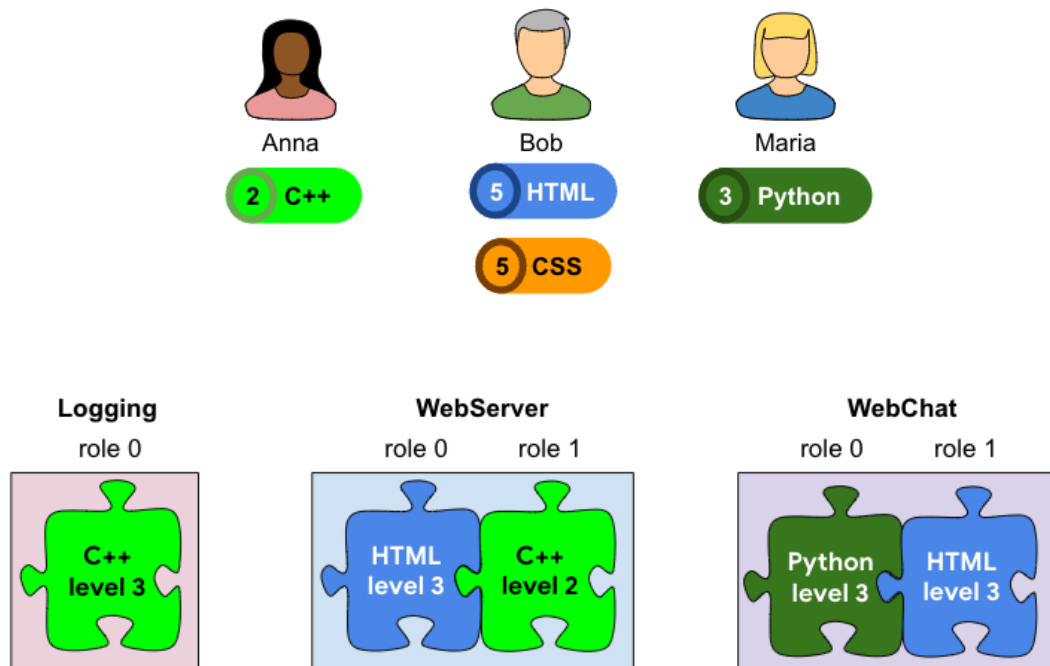 Anna Bob Maria
2 C++ 5 HTML 3 Python
5 CSS
Logging WebServer WebChat
role 0 role 0 role 1 role 0 role 1
C++ HTML C++ Python HTML
level 3 level 3 level 2 level 3 level 3